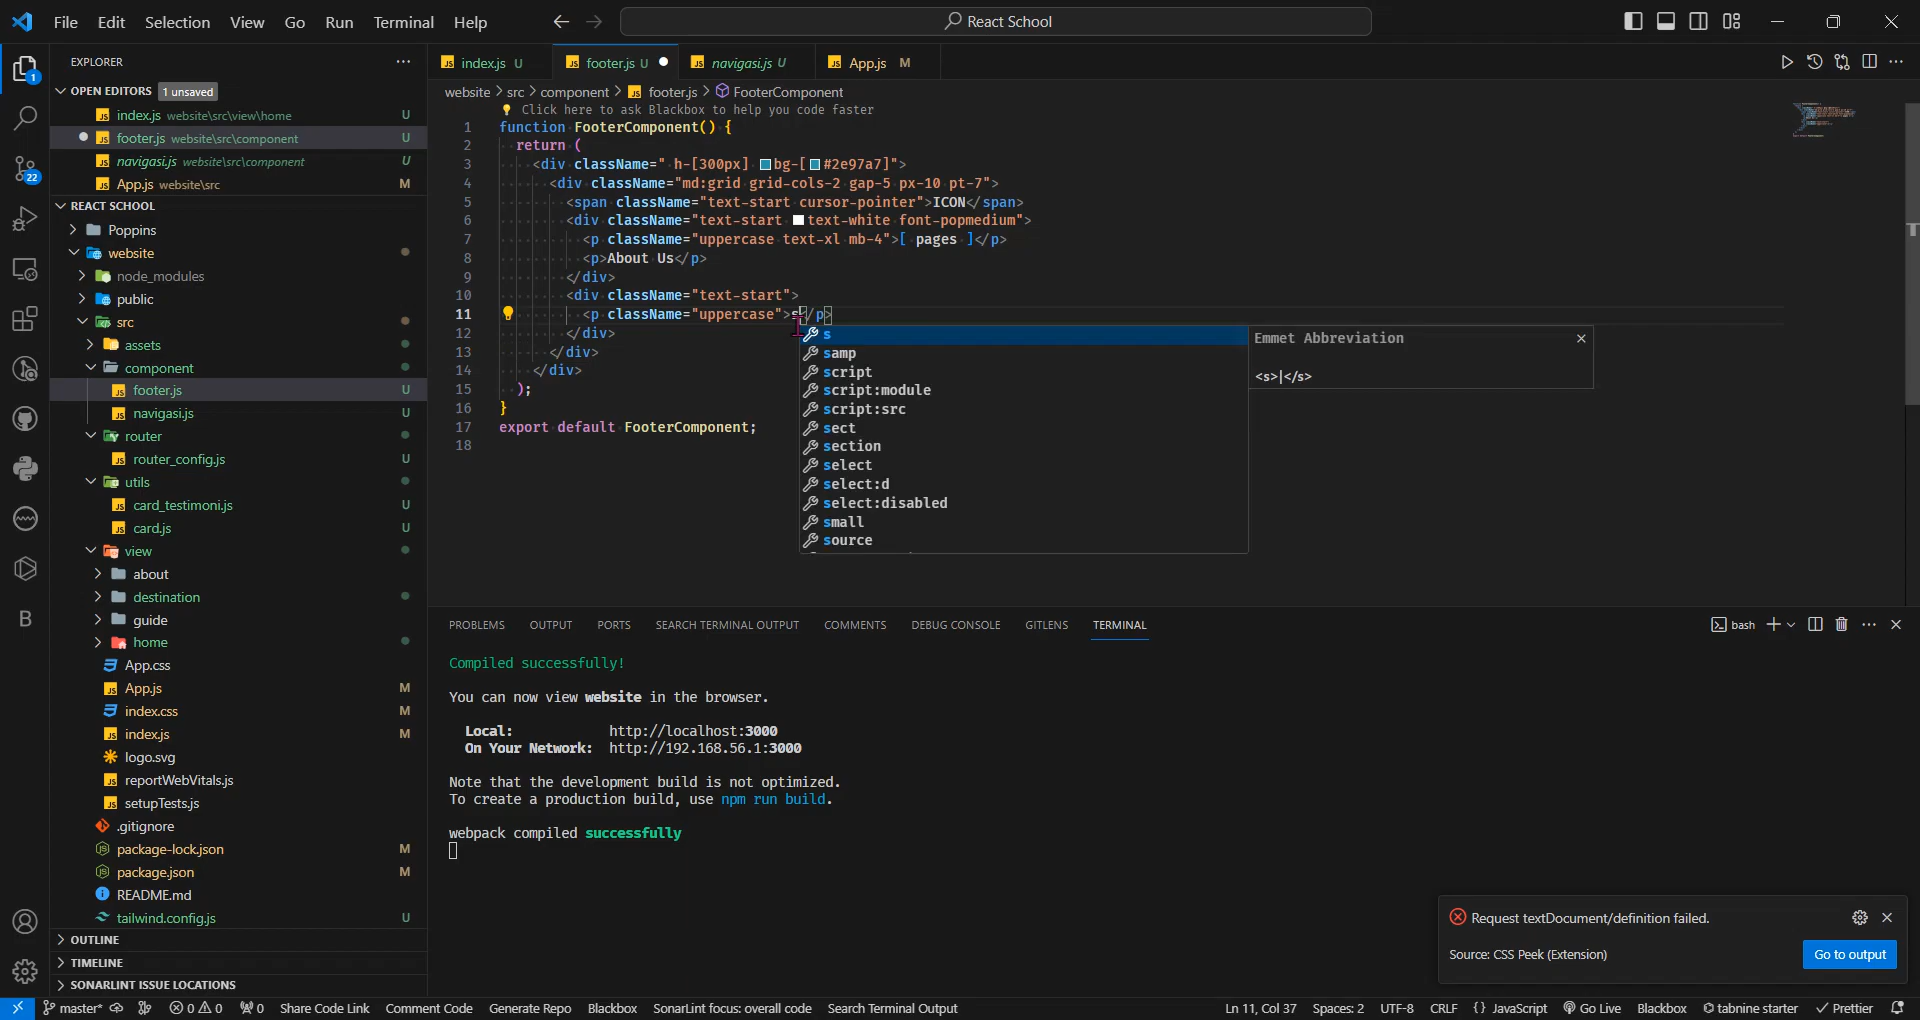 File Edit Selection View Go Run Terminal Help
React School
EXPLORER
OPEN EDITORS 1 unsaved
index.js website\src\view\home U
footer.js website\src\component U
navigasi.js website\src\component U
App.js website\src M
REACT SCHOOL
Poppins
website
node_modules
public
src
assets
component
footer.js U
navigasi.js U
router
router_config.js U
utils
card_testimoni.js U
card.js U
view
about
destination
guide
home
App.css
App.js M
index.css M
index.js M
logo.svg
reportWebVitals.js
setupTests.js
.gitignore
package-lock.json M
package.json M
README.md
tailwind.config.js U
OUTLINE
TIMELINE
SONARLINT ISSUE LOCATIONS
1
22
B
index.js U footer.js U navigasi.js U App.js M
website > src > component > footer.js > FooterComponent
Click here to ask Blackbox to help you code faster
1 function FooterComponent() {
2 return (
3 <div className=" h-[300px] bg-[#2e97a7]">
4 <div className="md:grid grid-cols-2 gap-5 px-10 pt-7">
5 <span className="text-start cursor-pointer">ICON</span>
6 <div className="text-start text-white font-popmedium">
7 <p className="uppercase text-xl mb-4">[ pages ]</p>
8 <p>About Us</p>
9 </div>
10 <div className="text-start">
11 <p className="uppercase">s</p>
12 </div>
13 </div>
14 </div>
15 );
16 }
17 export default FooterComponent;
18
s
samp
script
script:module
script:src
sect
section
select
select:d
select:disabled
small
source
Emmet Abbreviation
<s>|</s>
PROBLEMS OUTPUT PORTS SEARCH TERMINAL OUTPUT COMMENTS DEBUG CONSOLE GITLENS TERMINAL
bash
Compiled successfully!
You can now view website in the browser.
Local: http://localhost:3000
On Your Network: http://192.168.56.1:3000
Note that the development build is not optimized.
To create a production build, use npm run build.
webpack compiled successfully
Request textDocument/definition failed.
Source: CSS Peek (Extension)
Go to output
master* 0 0 0 Share Code Link Comment Code Generate Repo Blackbox SonarLint focus: overall code Search Terminal Output
Ln 11, Col 37 Spaces: 2 UTF-8 CRLF {} JavaScript Go Live Blackbox tabnine starter Prettier